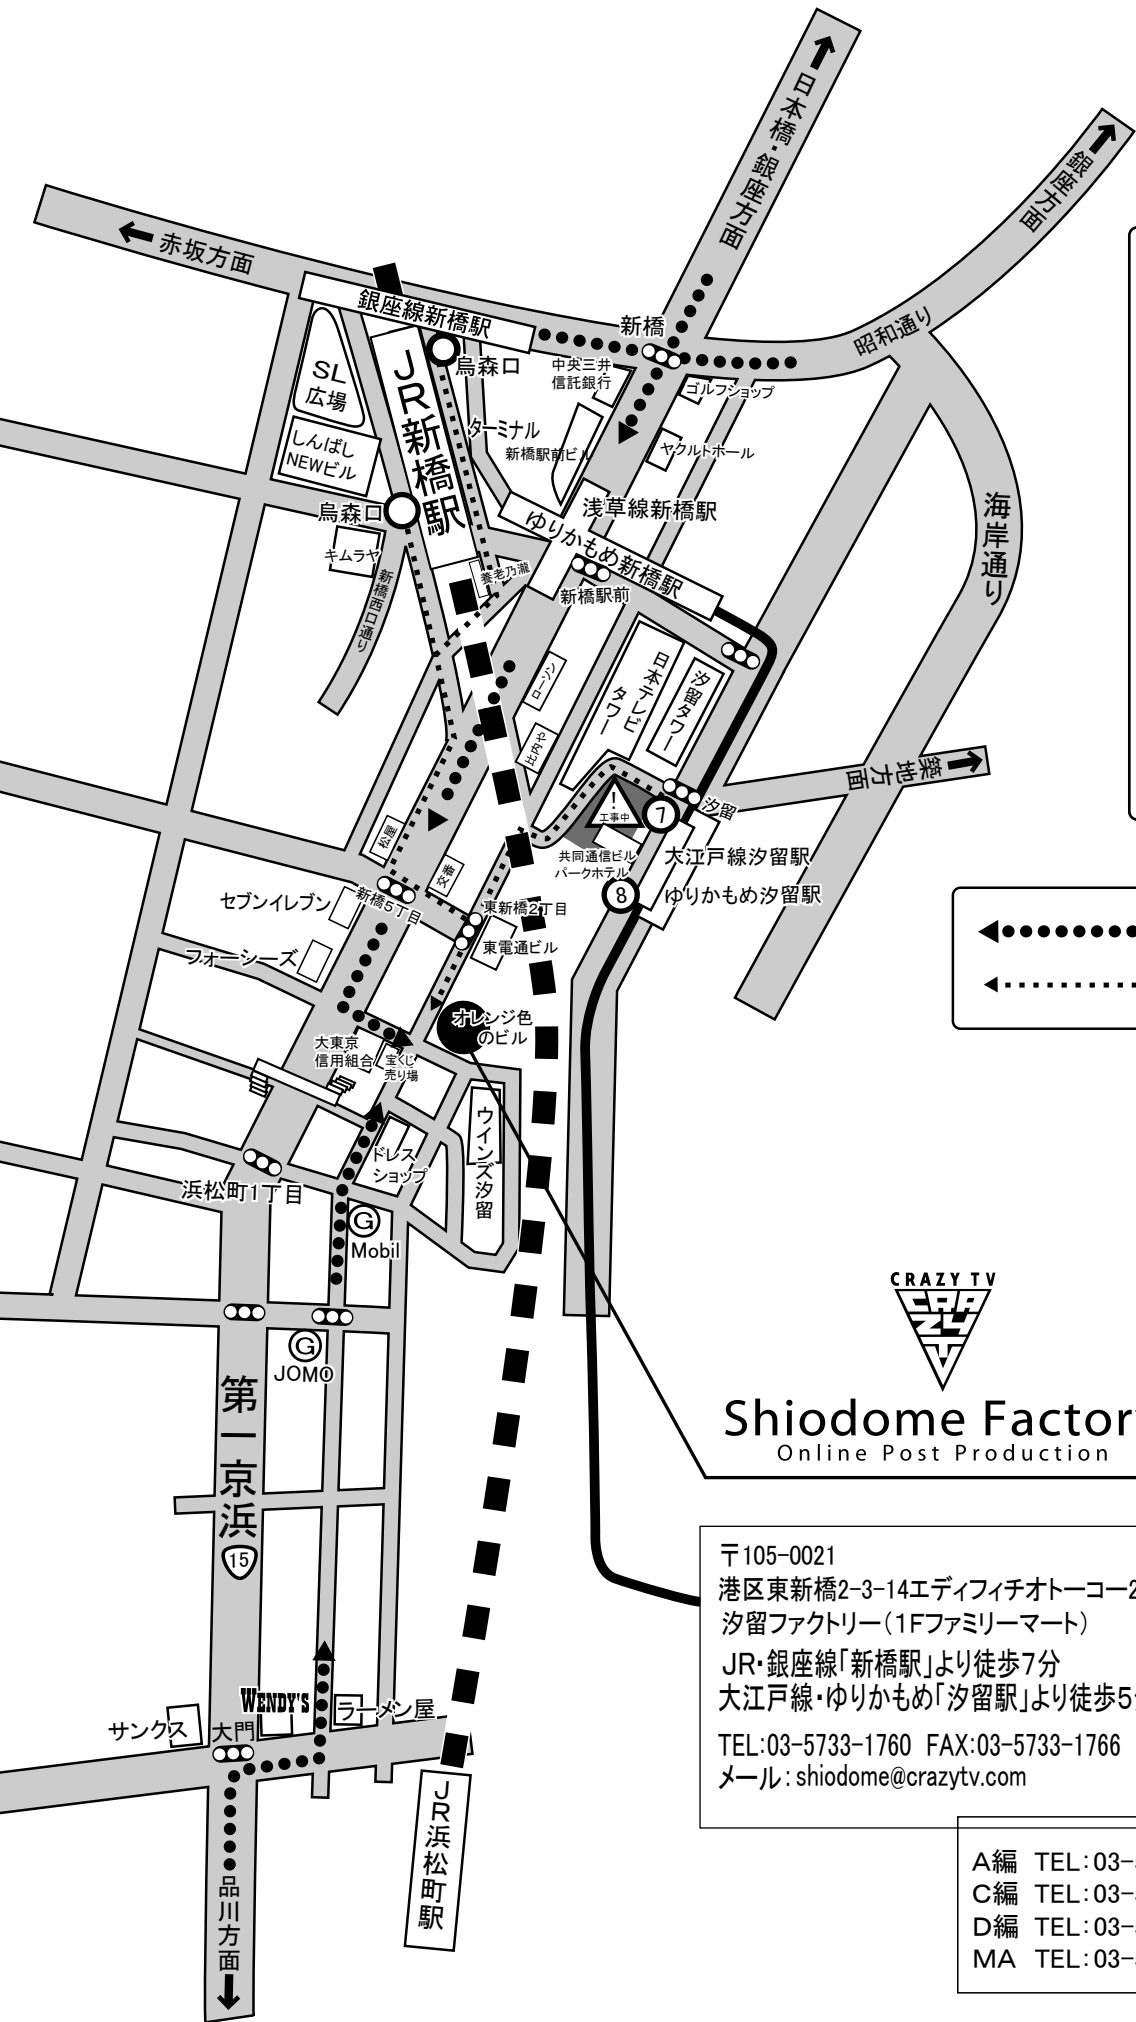 日本橋・銀座方面
銀座方面
赤坂方面
銀座線新橋駅
新橋
昭和通り
烏森口
中央三井
信託銀行
ゴルフショップ
SL
広場
JR新橋駅
ターミナル
新橋駅前ビル
ヤクルトホール
しんばし
NEWビル
烏森口
浅草線新橋駅
ゆりかもめ新橋駅
海岸通り
キムラヤ
養老乃瀧
新橋駅前
新橋西口通り
日本テレビ
タワー
汐留タワー
ローソン
比内や
築地方面
汐留
7
!
工事中
松屋
共同通信ビル
パークホテル
大江戸線汐留駅
8
ゆりかもめ汐留駅
交番
セブンイレブン
新橋5丁目
東新橋2丁目
東電通ビル
フォーシーズ
オレンジ色
のビル
大東京
信用組合
宝くじ
売り場
ウインズ汐留
ドレス
ショップ
浜松町1丁目
G
Mobil
G
JOMO
CRAZY TV
CRA
ZY
TV
Shiodome Factory
Online Post Production
第一京浜
15
〒105-0021
港区東新橋2-3-14エディフィチオトーコー2
汐留ファクトリー(1Fファミリーマート)
JR・銀座線「新橋駅」より徒歩7分
大江戸線・ゆりかもめ「汐留駅」より徒歩5分
TEL:03-5733-1760 FAX:03-5733-1766
メール:shiodome@crazytv.com
WENDY'S
ラーメン屋
サンクス
大門
JR浜松町駅
品川方面
A編 TEL:03-
C編 TEL:03-
D編 TEL:03-
MA TEL:03-